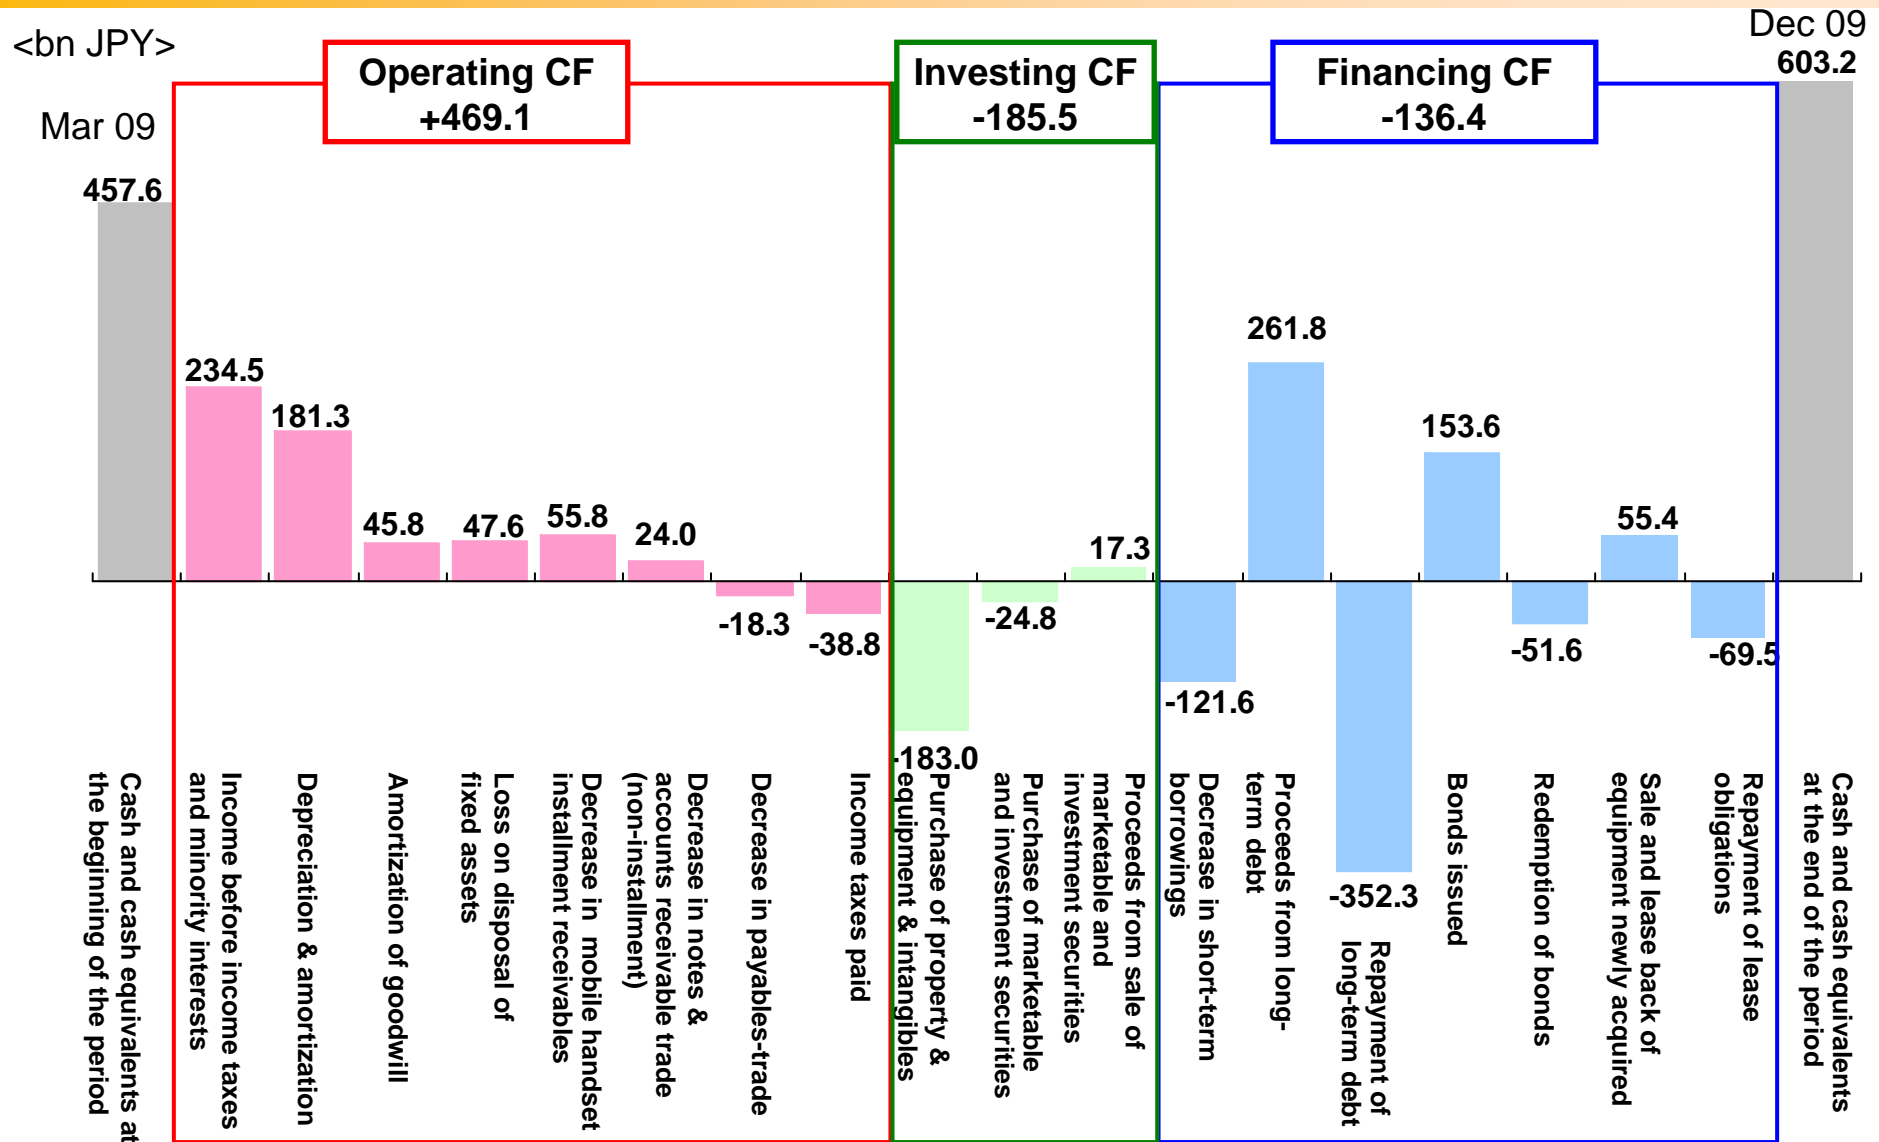 <bn JPY>
Dec 09
603.2
Operating CF
+469.1
Investing CF
-185.5
Financing CF
-136.4
Mar 09
457.6
234.5
181.3
45.8
47.6
55.8
24.0
-18.3
-38.8
-183.0
-24.8
17.3
-121.6
261.8
-352.3
153.6
-51.6
55.4
-69.5
Cash and cash equivalents at
the beginning of the period
Income before income taxes
and minority interests
Depreciation & amortization
Amortization of goodwill
Loss on disposal of
fixed assets
Decrease in mobile handset
installment receivables
Decrease in notes &
accounts receivable trade
(non-installment)
Decrease in payables-trade
Income taxes paid
Purchase of property &
equipment & intangibles
Purchase of marketable
and investment securities
Proceeds from sale of
marketable and
investment securities
Decrease in short-term
borrowings
Proceeds from long-
term debt
Repayment of
long-term debt
Bonds issued
Redemption of bonds
Sale and lease back of
equipment newly acquired
Repayment of lease
obligations
Cash and cash equivalents
at the end of the period